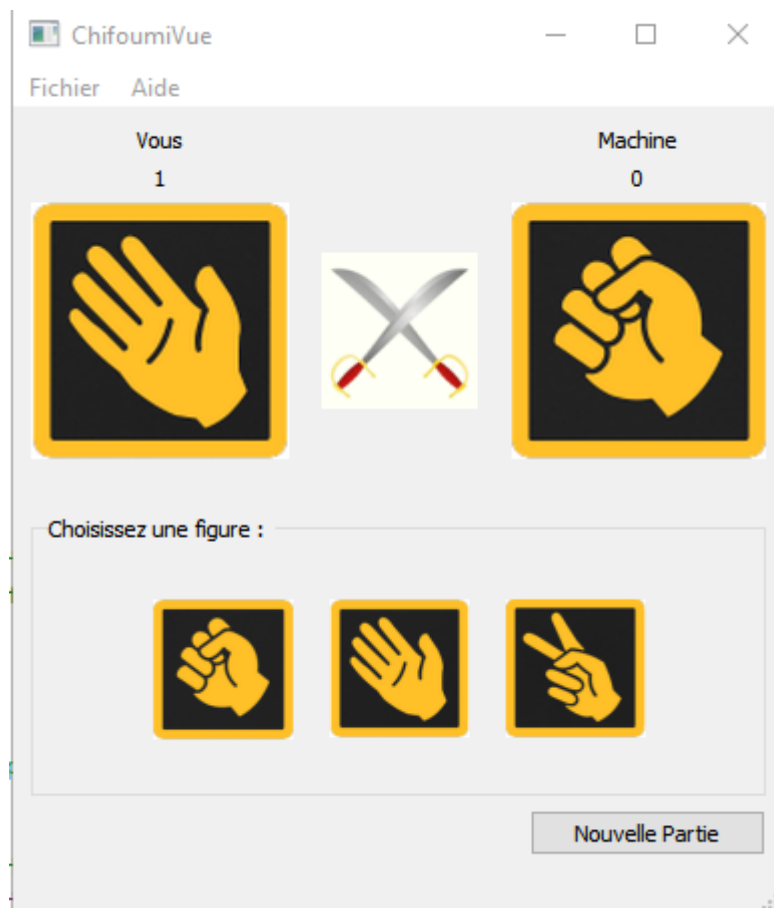 ChifoumiVue
Fichier Aide
Vous
Machine
1
0
Choisissez une figure :
Nouvelle Partie